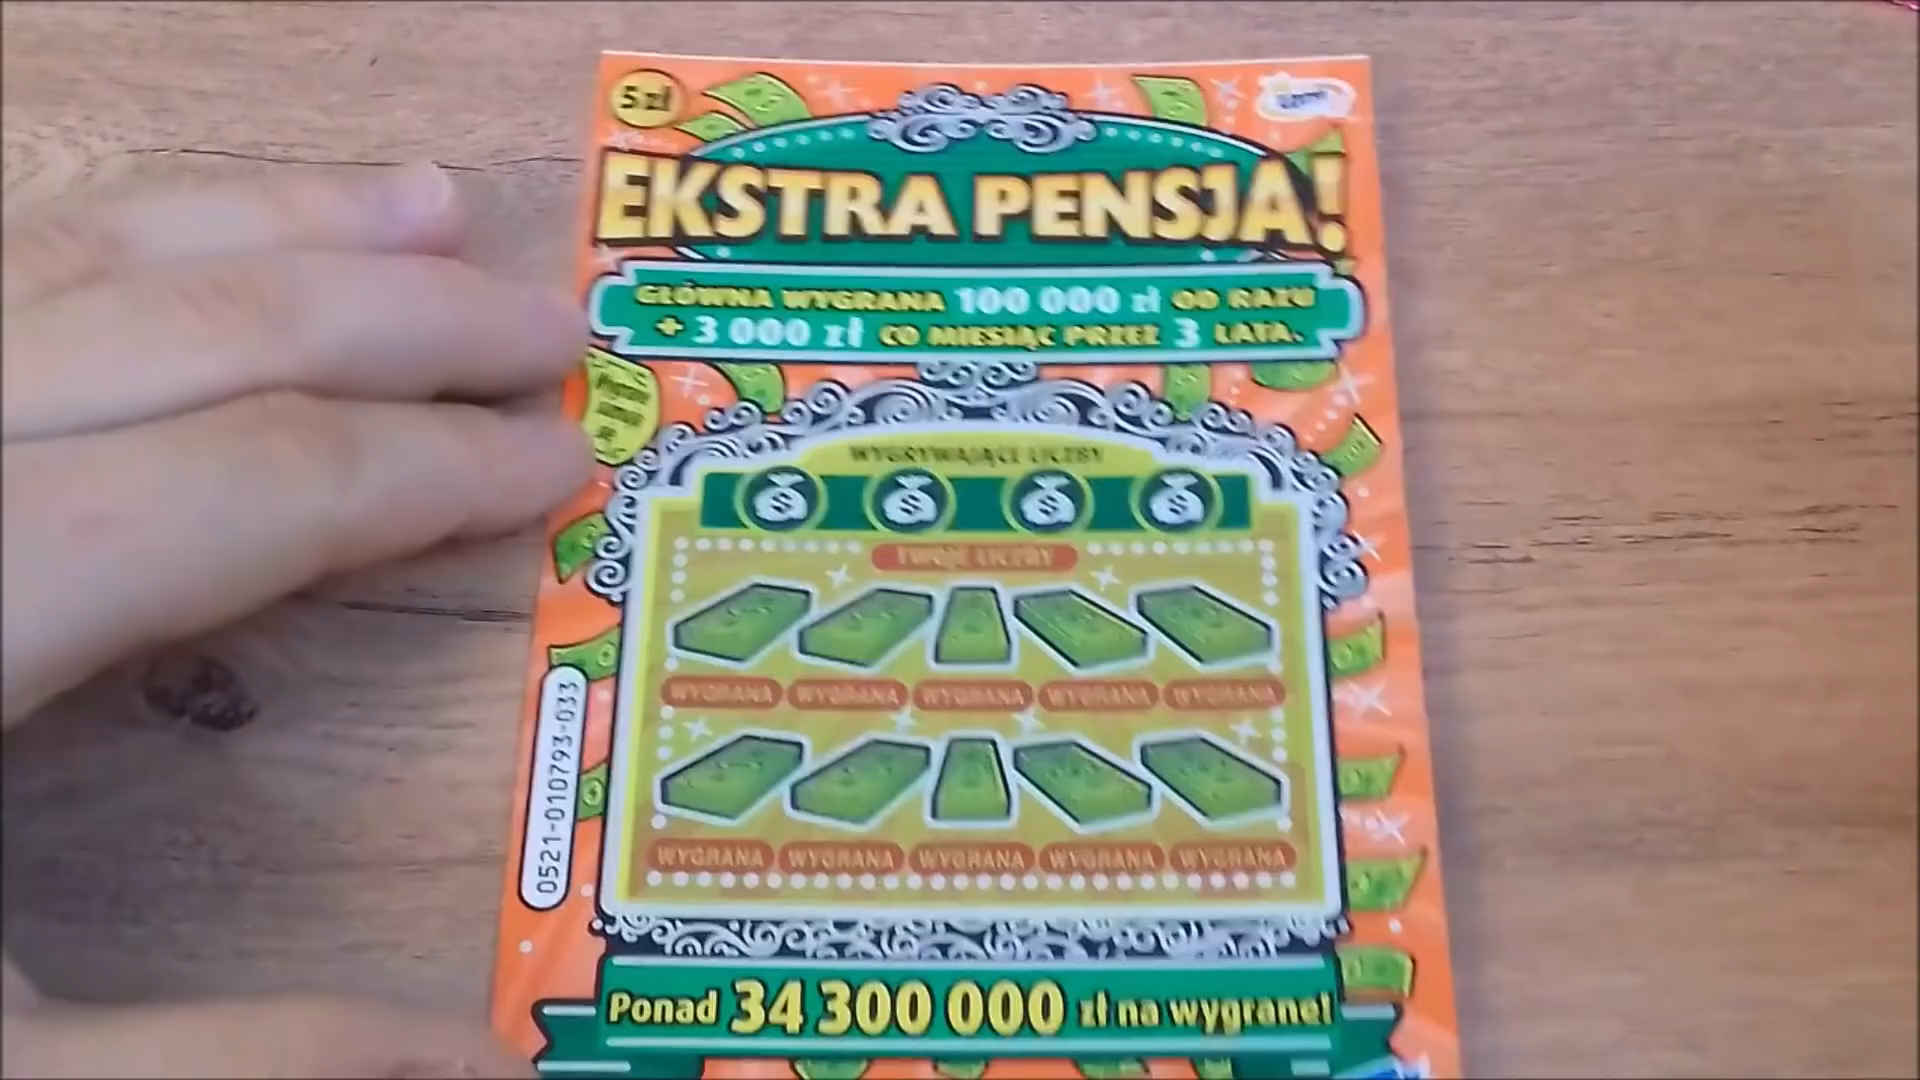 5 zł
LOTTO
EKSTRA PENSJA!
GŁÓWNA WYGRANA 100 000 zł OD RAZU
+ 3 000 zł CO MIESIĄC PRZEZ 3 LATA.
WYGRYWAJĄCE LICZBY
TWOJE LICZBY
WYGRANA WYGRANA WYGRANA WYGRANA WYGRANA
WYGRANA WYGRANA WYGRANA WYGRANA WYGRANA
0521-010793-033
Ponad 34 300 000 zł na wygrane!